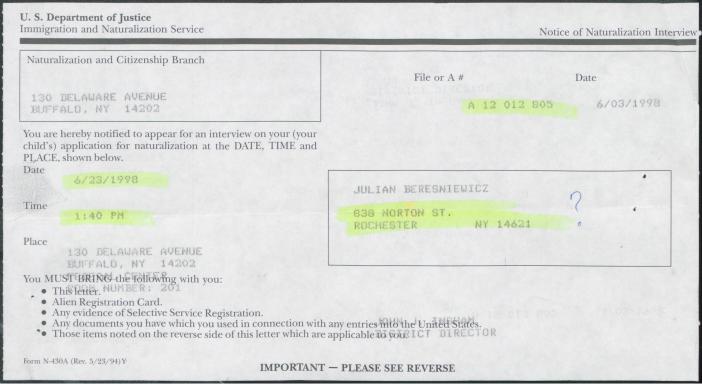 U. S. Department of Justice
Immigration and Naturalization Service
Notice of Naturalization Interview
Naturalization and Citizenship Branch
130 DELAWARE AVENUE
BUFFALO, NY 14202
File or A #
Date
A 12 012 805
6/03/1998
You are hereby notified to appear for an interview on your (your
child's) application for naturalization at the DATE, TIME and
PLACE, shown below.
Date
6/23/1998
Time
1:40 PM
JULIAN BERESNIEWICZ
838 NORTON ST.
ROCHESTER NY 14621
?
Place
130 DELAWARE AVENUE
BUFFALO, NY 14202
FEDERAL CENTER
ROOM NUMBER: 201
You MUST BRING the following with you:
• This letter.
• Alien Registration Card.
• Any evidence of Selective Service Registration.
• Any documents you have which you used in connection with any entries into the United States.
• Those items noted on the reverse side of this letter which are applicable to you.
DISTRICT DIRECTOR
Form N-430A (Rev. 5/23/94)Y
IMPORTANT — PLEASE SEE REVERSE